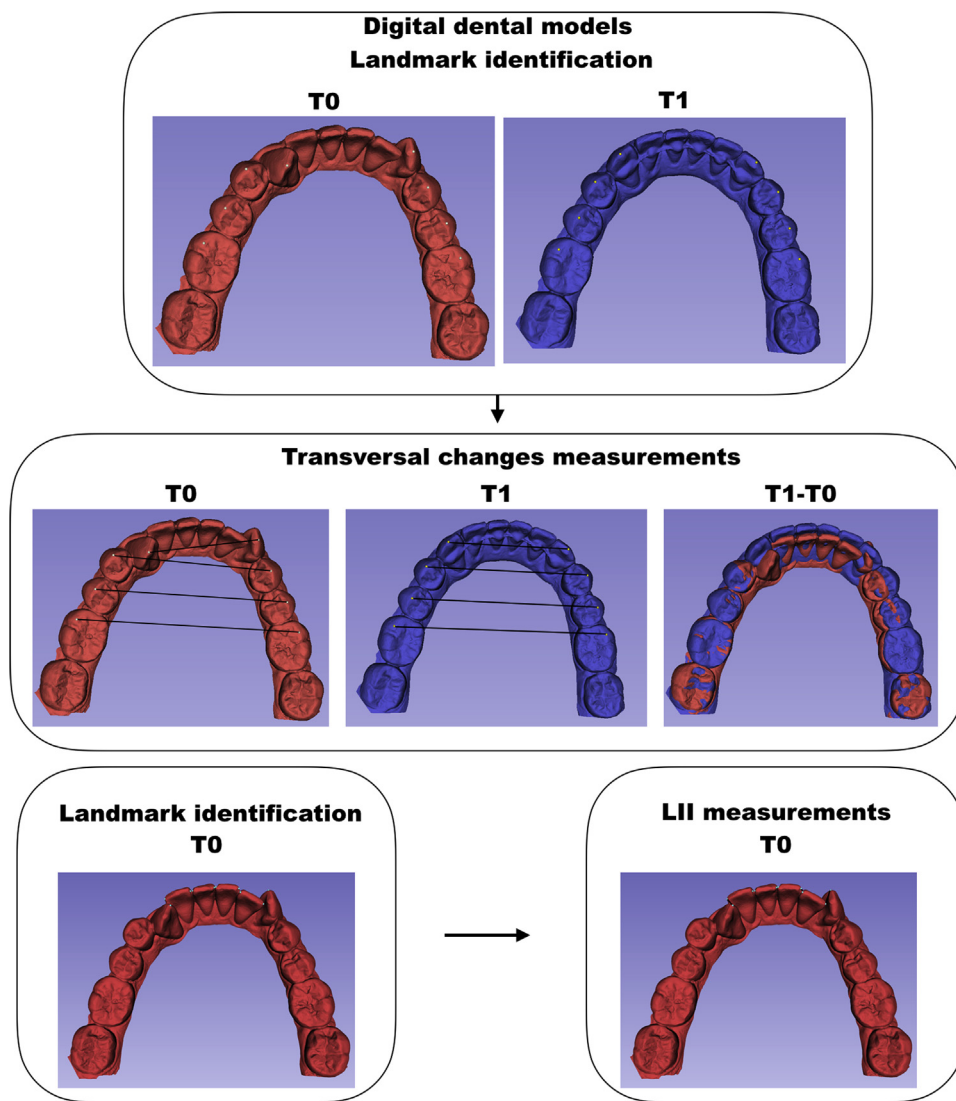 Digital dental models
Landmark identification
T0
T1
Transversal changes measurements
T0
T1
T1-T0
Landmark identification
T0
LII measurements
T0